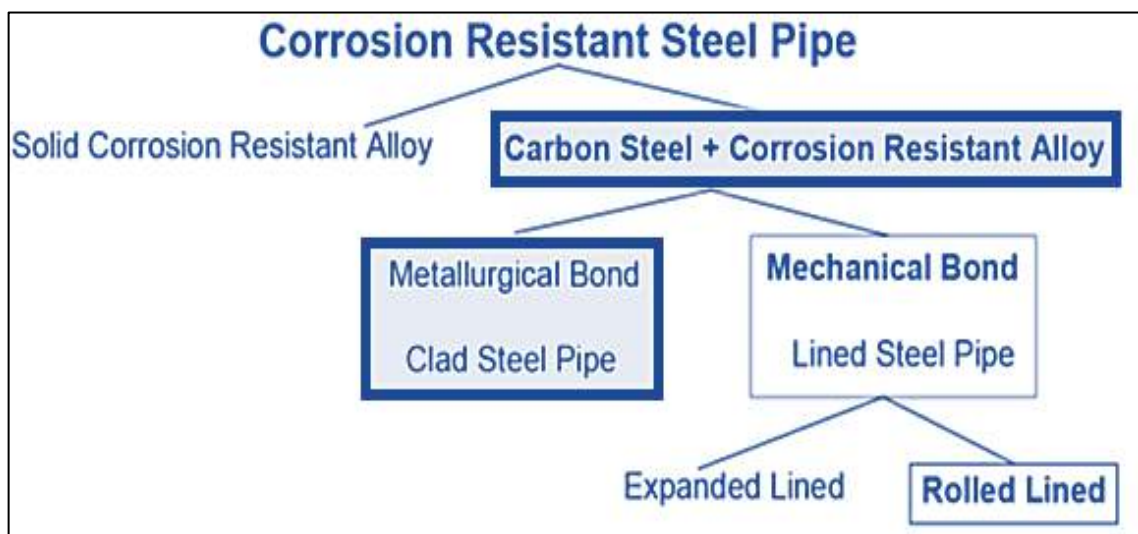 Corrosion Resistant Steel Pipe
Solid Corrosion Resistant Alloy
Carbon Steel + Corrosion Resistant Alloy
Metallurgical Bond
Clad Steel Pipe
Mechanical Bond
Lined Steel Pipe
Expanded Lined
Rolled Lined